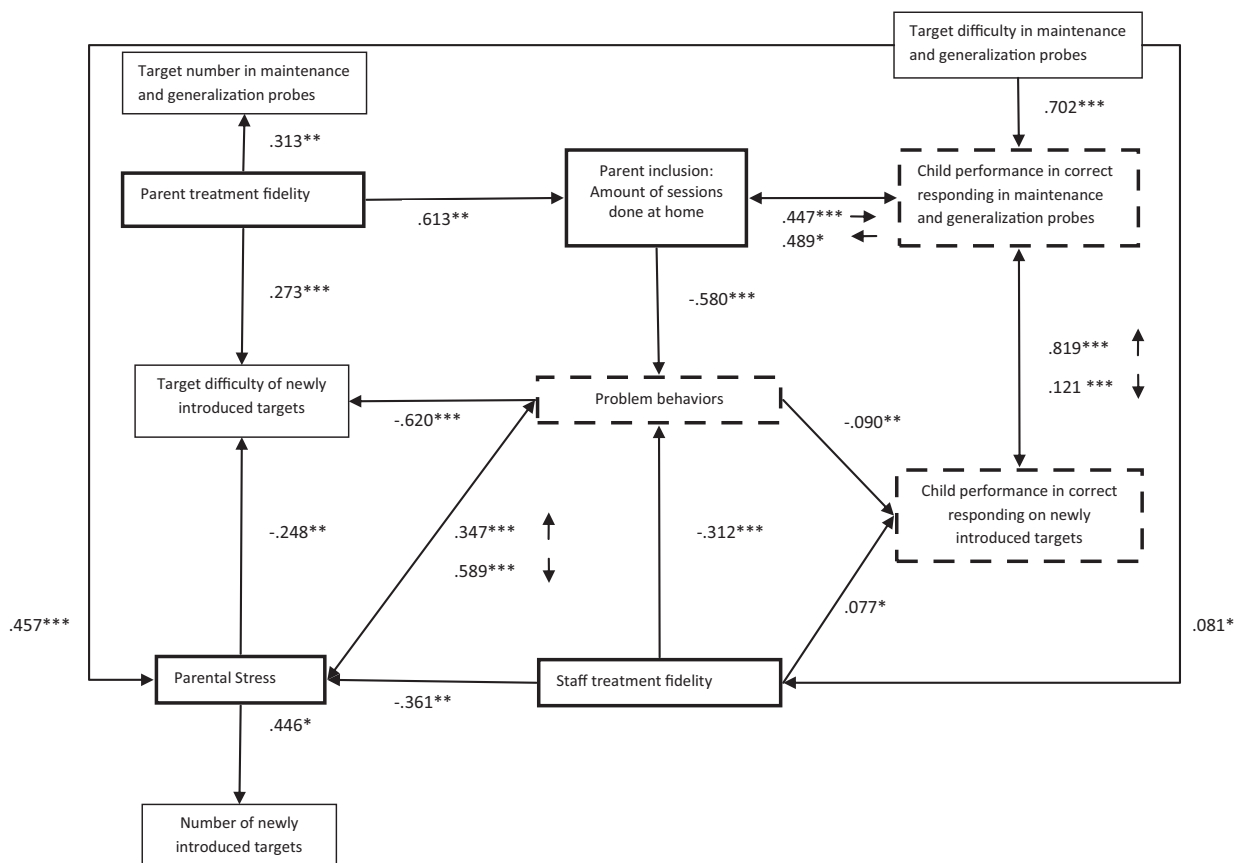 Target difficulty in maintenance
and generalization probes
Target number in maintenance
and generalization probes
.702***
.313**
Parent treatment fidelity
Parent inclusion:
Amount of sessions
done at home
Child performance in correct
responding in maintenance
and generalization probes
.613**
.447***
.489*
.273***
-.580***
.819***
.121 ***
Target difficulty of newly
introduced targets
Problem behaviors
-.620***
-.090**
Child performance in correct
responding on newly
introduced targets
-.248**
.347***
.589***
-.312***
.077*
.457***
.081*
Parental Stress
Staff treatment fidelity
-.361**
.446*
Number of newly
introduced targets